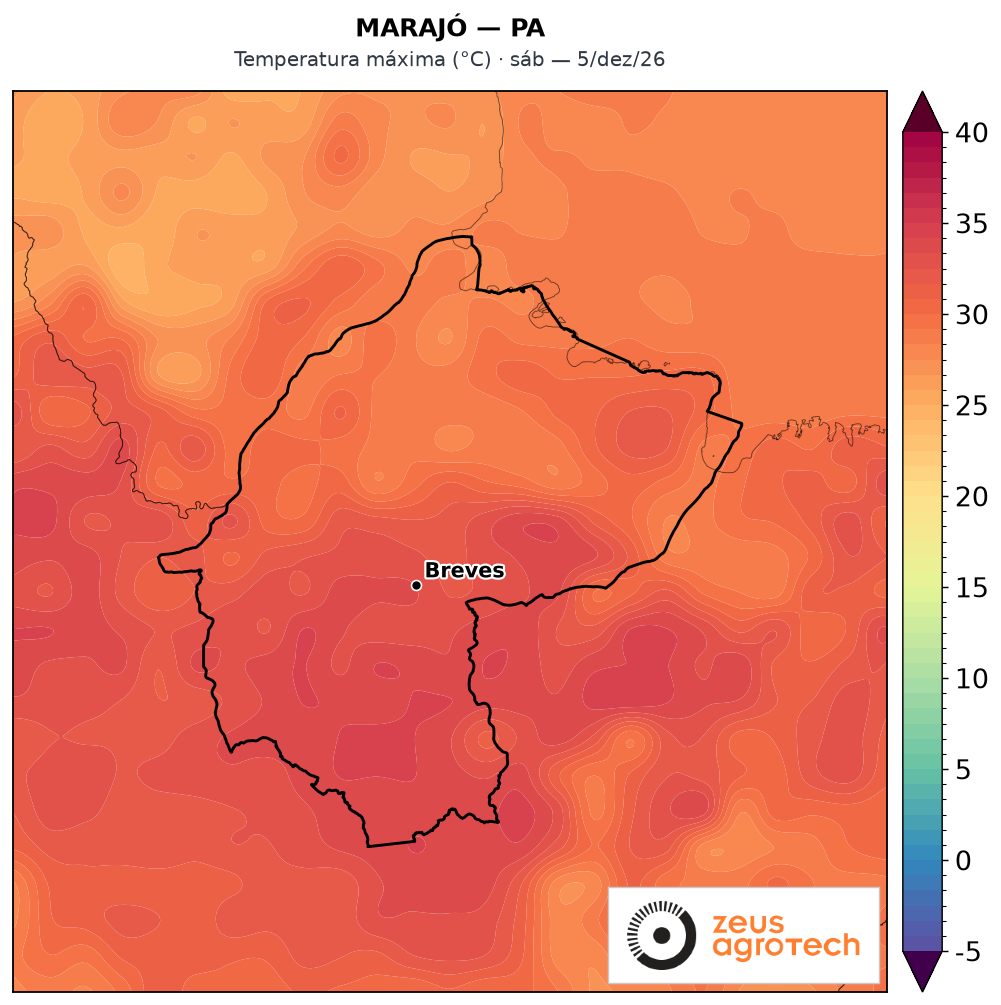 MARAJÓ — PA
Temperatura máxima (°C) · sáb — 5/dez/26
40
35
30
25
20
15
10
5
0
-5
Breves
zeus
agrotech